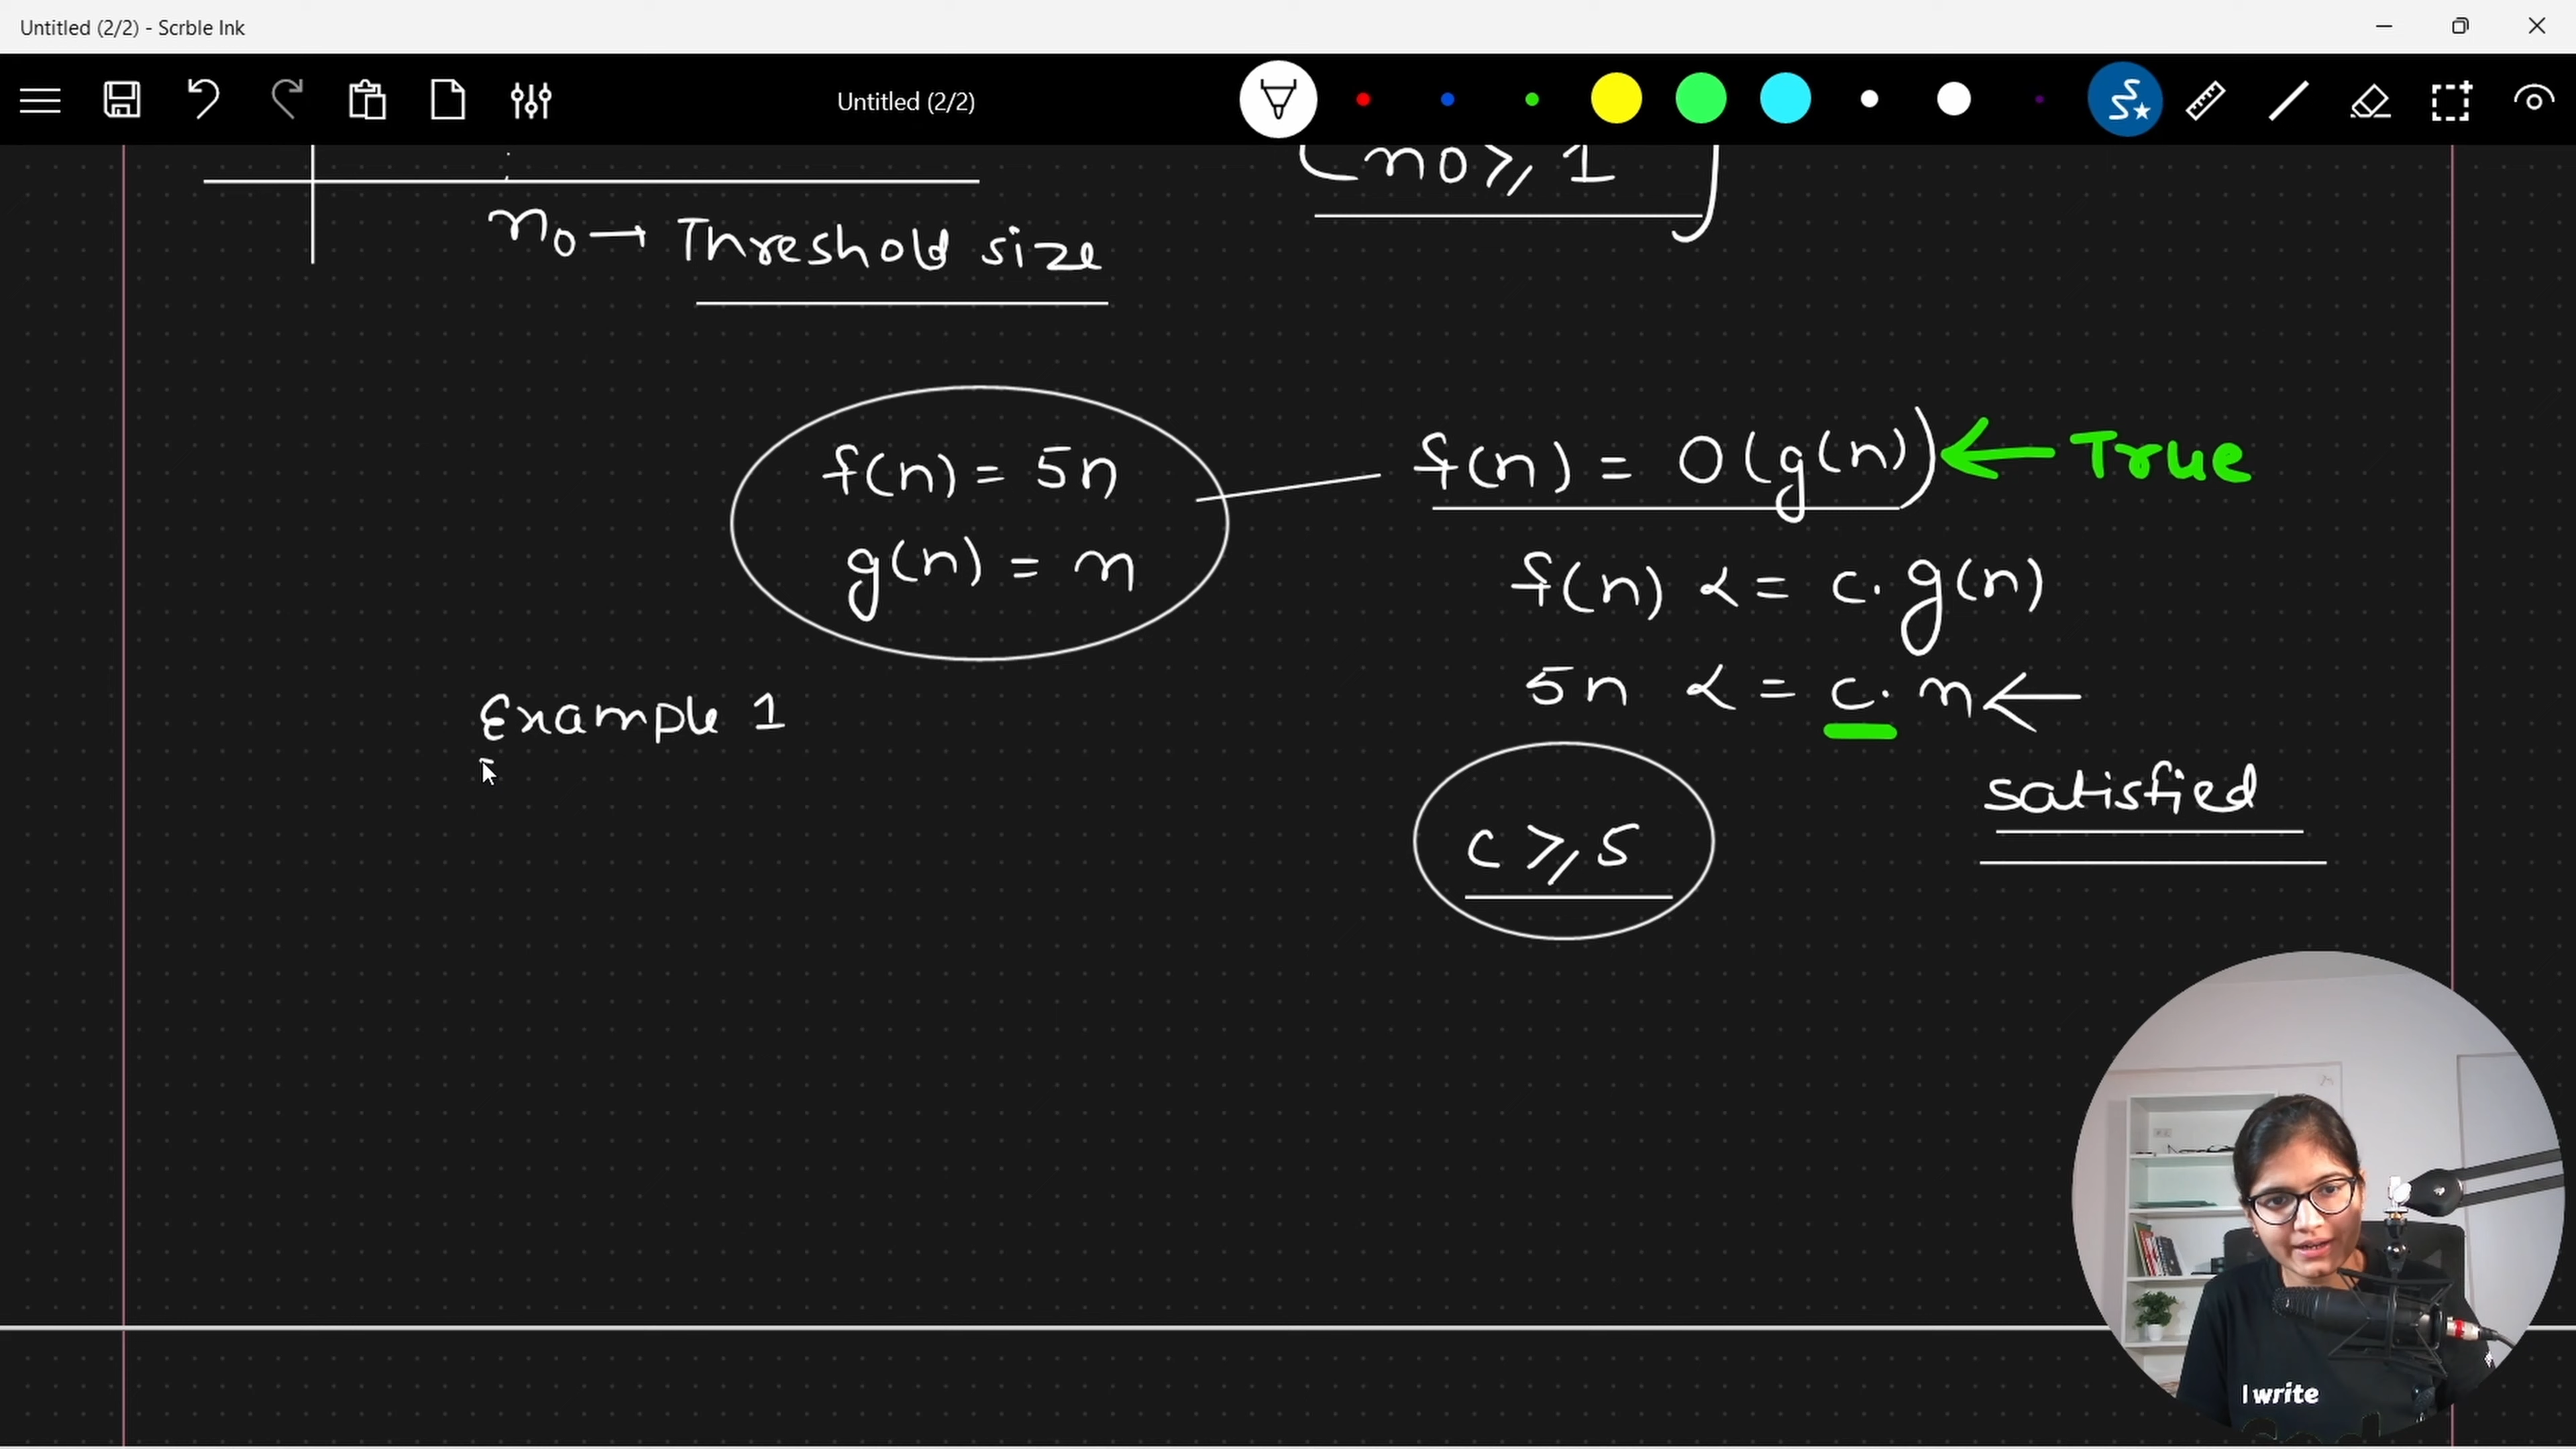 Untitled (2/2) - Scrble Ink
Untitled (2/2)
n0 ⩾ 1
n0 → Threshold size
f(n) = 5n
g(n) = n
f(n) = O(g(n)) ← True
f(n) <= c. g(n)
5n <= c. n ←
Example 1
satisfied
c ⩾ 5
I write